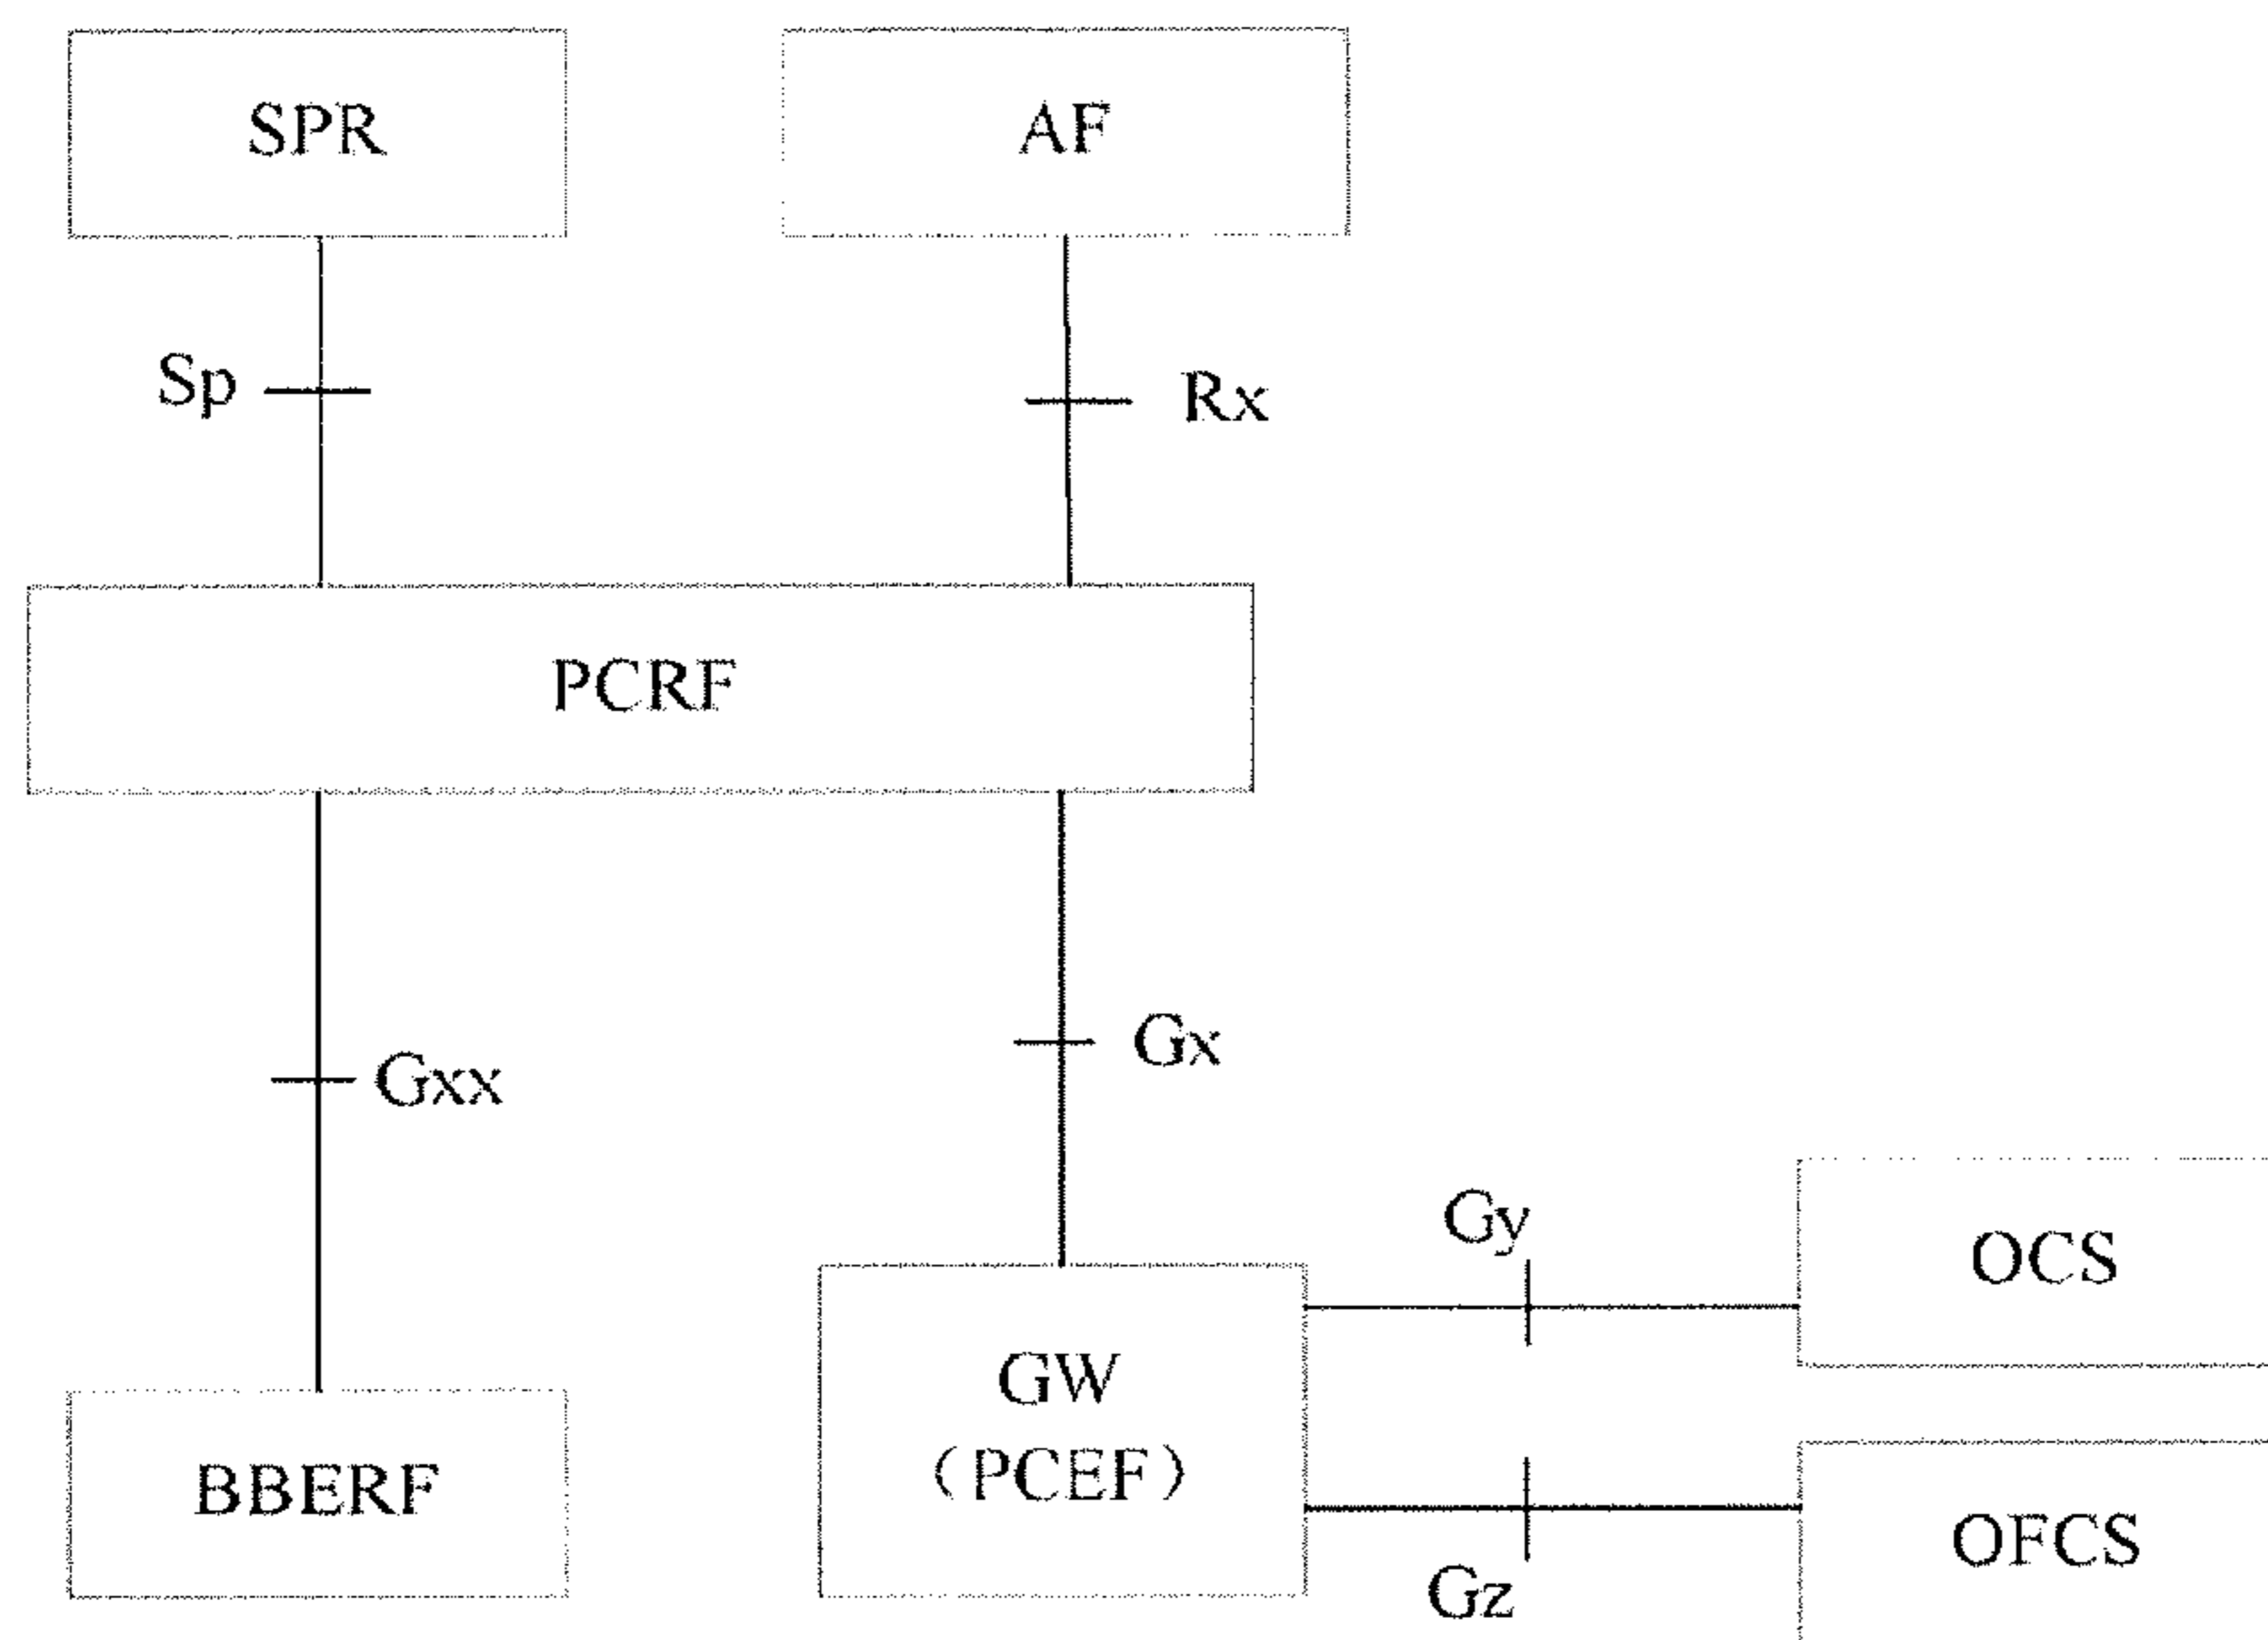 SPR
AF
Sp
Rx
PCRF
Gxx
Gx
Gy
OCS
GW
（PCEF）
BBERF
OFCS
Gz